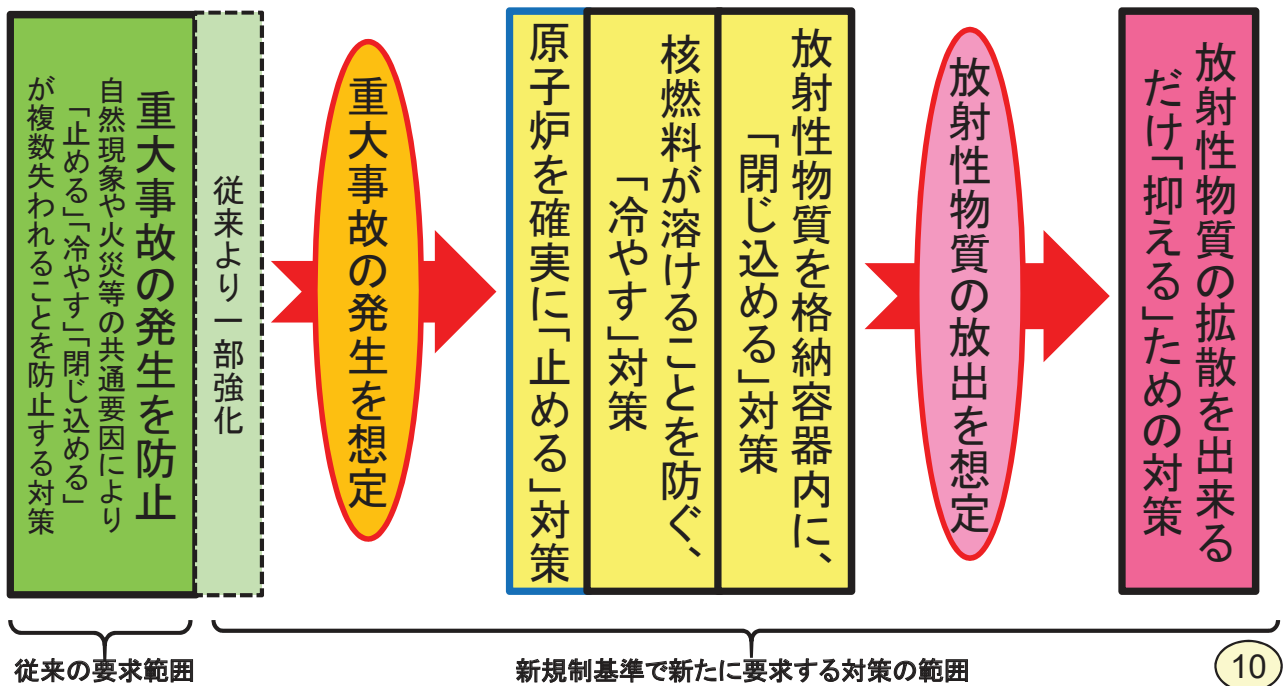 重大事故の発生を防止
自然現象や火災等の共通要因により
「止める」「冷やす」「閉じ込める」
が複数失われることを防止する対策
従来より一部強化
重大事故の発生を想定
原子炉を確実に「止める」対策
核燃料が溶けることを防ぐ、
「冷やす」対策
放射性物質を格納容器内に、
「閉じ込める」対策
放射性物質の放出を想定
放射性物質の拡散を出来る
だけ「抑える」ための対策
従来の要求範囲
新規制基準で新たに要求する対策の範囲
10